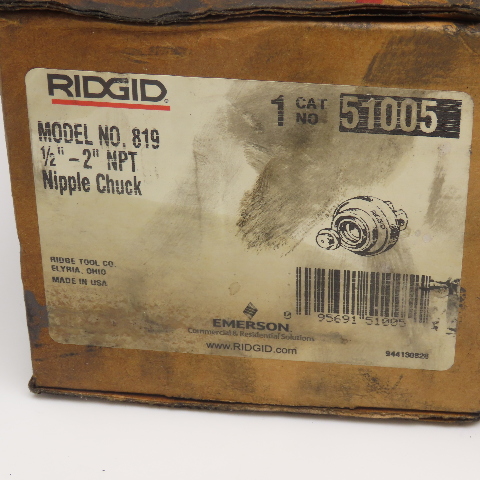 RIDGID
1 CAT NO 51005
MODEL NO. 819
½" - 2" NPT
Nipple Chuck
RIDGE TOOL CO.
ELYRIA, OHIO
MADE IN USA
0 95691 51005
EMERSON
Commercial & Residential Solutions
www.RIDGID.com